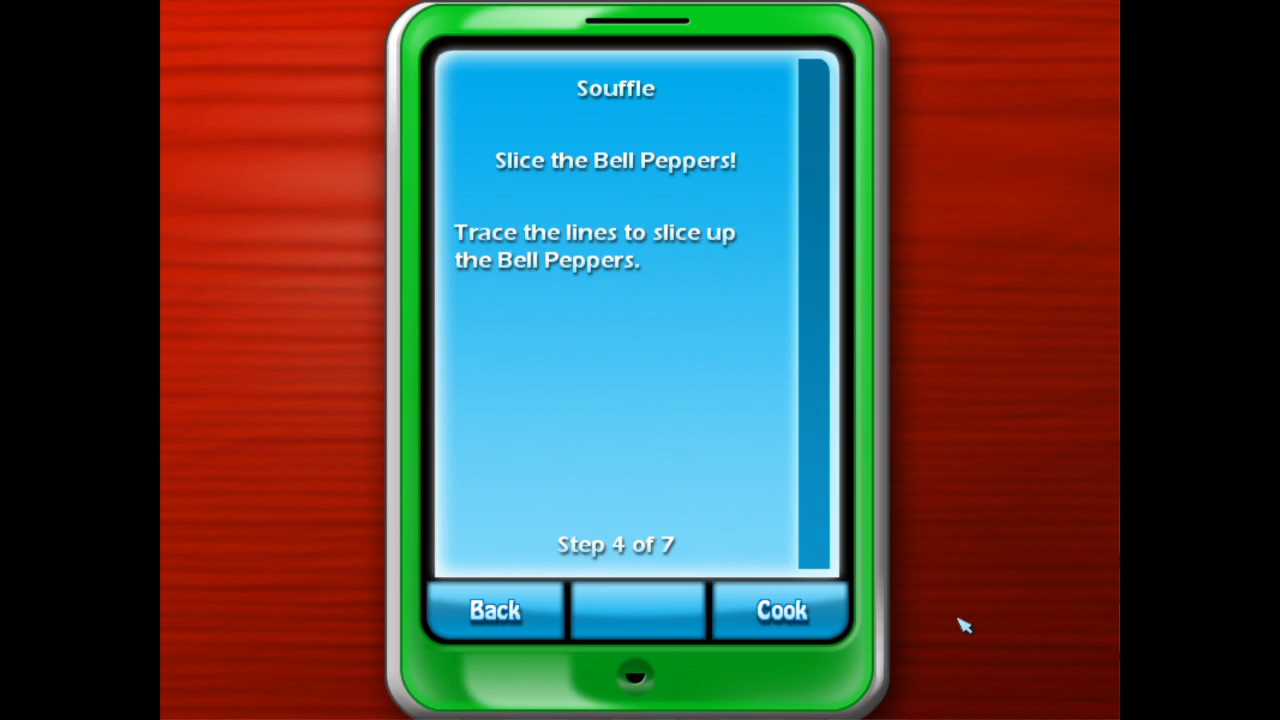 Souffle
Slice the Bell Peppers!
Trace the lines to slice up
the Bell Peppers.
Step 4 of 7
Back
Cook